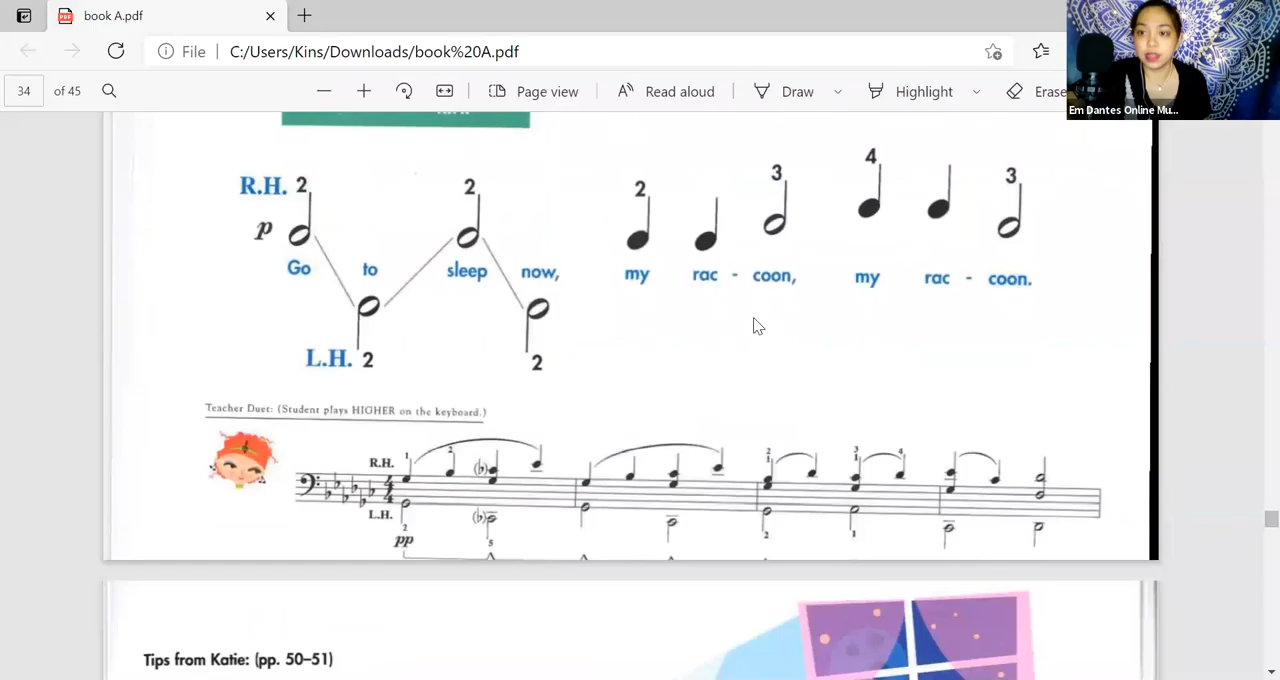 book A.pdf
File C:/Users/Kins/Downloads/book%20A.pdf
34 of 45 Page view Read aloud Draw Highlight Erase
Em Dantes Online Mu...
R.H. 2 2 2 3 4 3
p
Go to sleep now, my rac - coon, my rac - coon.
L.H. 2 2
Teacher Duet: (Student plays HIGHER on the keyboard.)
R.H.
L.H.
pp
Tips from Katie: (pp. 50–51)